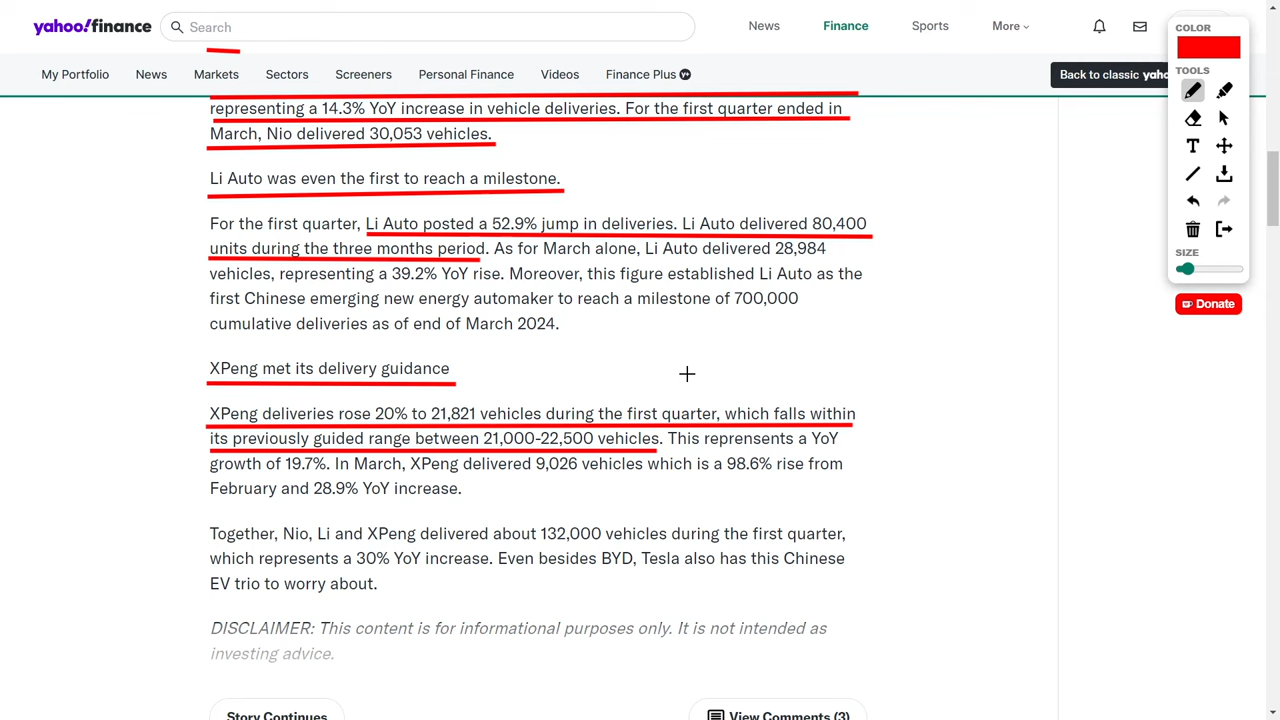 yahoo!finance
Search
News
Finance
Sports
More
COLOR
TOOLS
SIZE
Donate
My Portfolio
News
Markets
Sectors
Screeners
Personal Finance
Videos
Finance Plus
Back to classic yaho
representing a 14.3% YoY increase in vehicle deliveries. For the first quarter ended in
March, Nio delivered 30,053 vehicles.
Li Auto was even the first to reach a milestone.
For the first quarter, Li Auto posted a 52.9% jump in deliveries. Li Auto delivered 80,400
units during the three months period. As for March alone, Li Auto delivered 28,984
vehicles, representing a 39.2% YoY rise. Moreover, this figure established Li Auto as the
first Chinese emerging new energy automaker to reach a milestone of 700,000
cumulative deliveries as of end of March 2024.
XPeng met its delivery guidance
XPeng deliveries rose 20% to 21,821 vehicles during the first quarter, which falls within
its previously guided range between 21,000-22,500 vehicles. This reprensents a YoY
growth of 19.7%. In March, XPeng delivered 9,026 vehicles which is a 98.6% rise from
February and 28.9% YoY increase.
Together, Nio, Li and XPeng delivered about 132,000 vehicles during the first quarter,
which represents a 30% YoY increase. Even besides BYD, Tesla also has this Chinese
EV trio to worry about.
DISCLAIMER: This content is for informational purposes only. It is not intended as
investing advice.
Story Continues
View Comments (3)